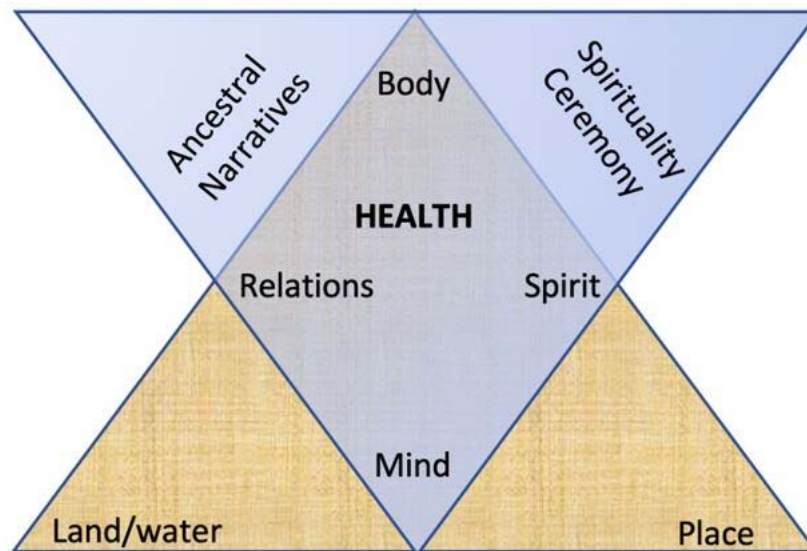 Ancestral
Narratives
Body
Spirituality
Ceremony
HEALTH
Relations
Spirit
Mind
Land/water
Place